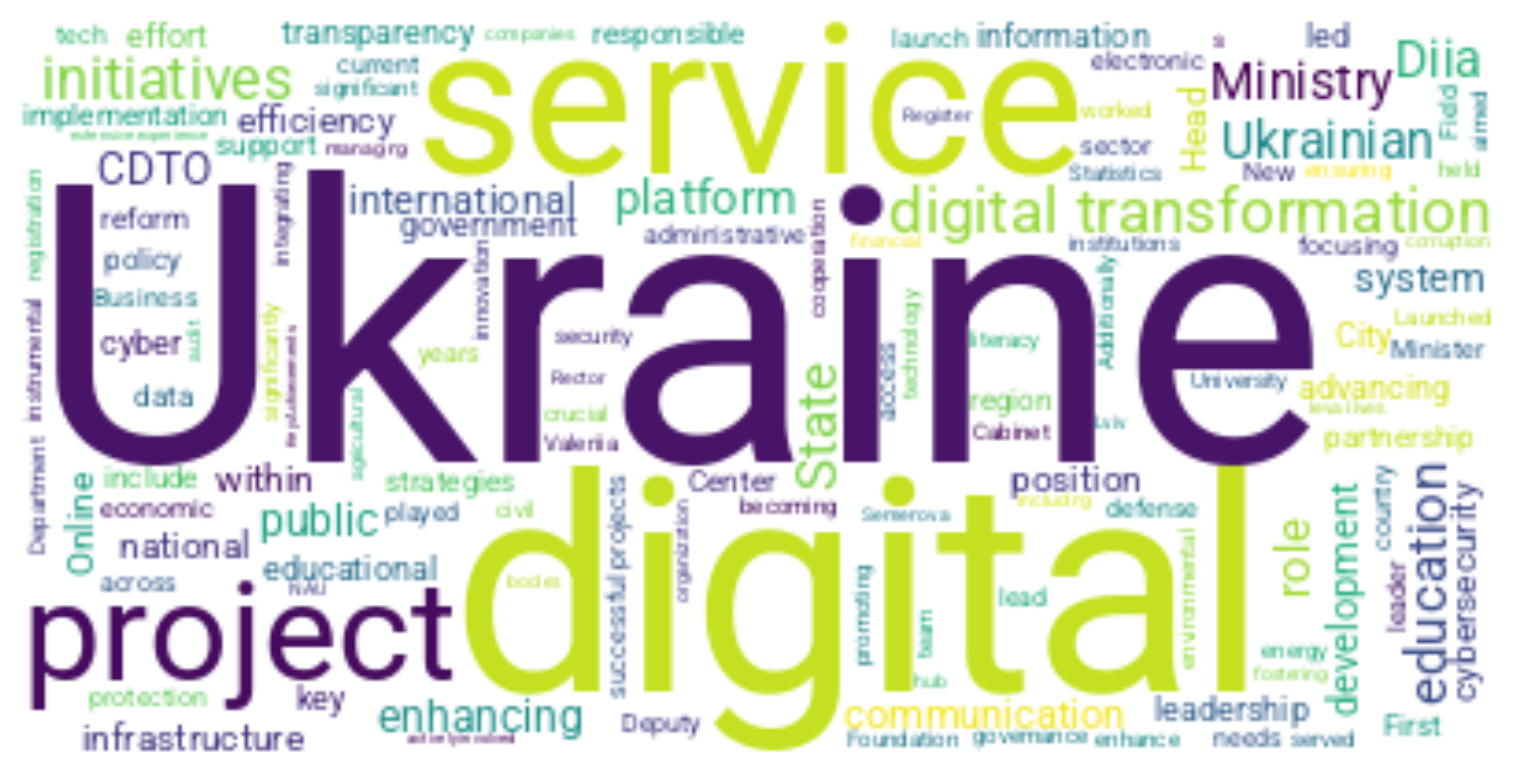 tech effort transparency companies responsible launch information s led
initiatives current service electronic Ministry Diia
significant
implementation efficiency Register worked Head Ukrainian Field aimed
extensive experience support managing sector
CDTO Statistics New ensuring held
registration integrating international platform digital transformation
reform government administrative cooperation financial institutions focusing corruption
policy innovation Additionally system
Business Ukraine
instrumental cyber audit significantly security technology literacy City Launched
years access Minister
data Rector State University advancing
agricultural crucial region
Valeriia Cabinet Lviv partnership
Department Online include within strategies Center position country education
economic public played civil successful projects becoming Semerova including defense
national organization role development cybersecurity
across educational digital
NAU bodies promoting lead environmental leader
project team
energy
protection key hub fostering
enhancing Deputy communication leadership First
infrastructure Foundation governance enhance needs served